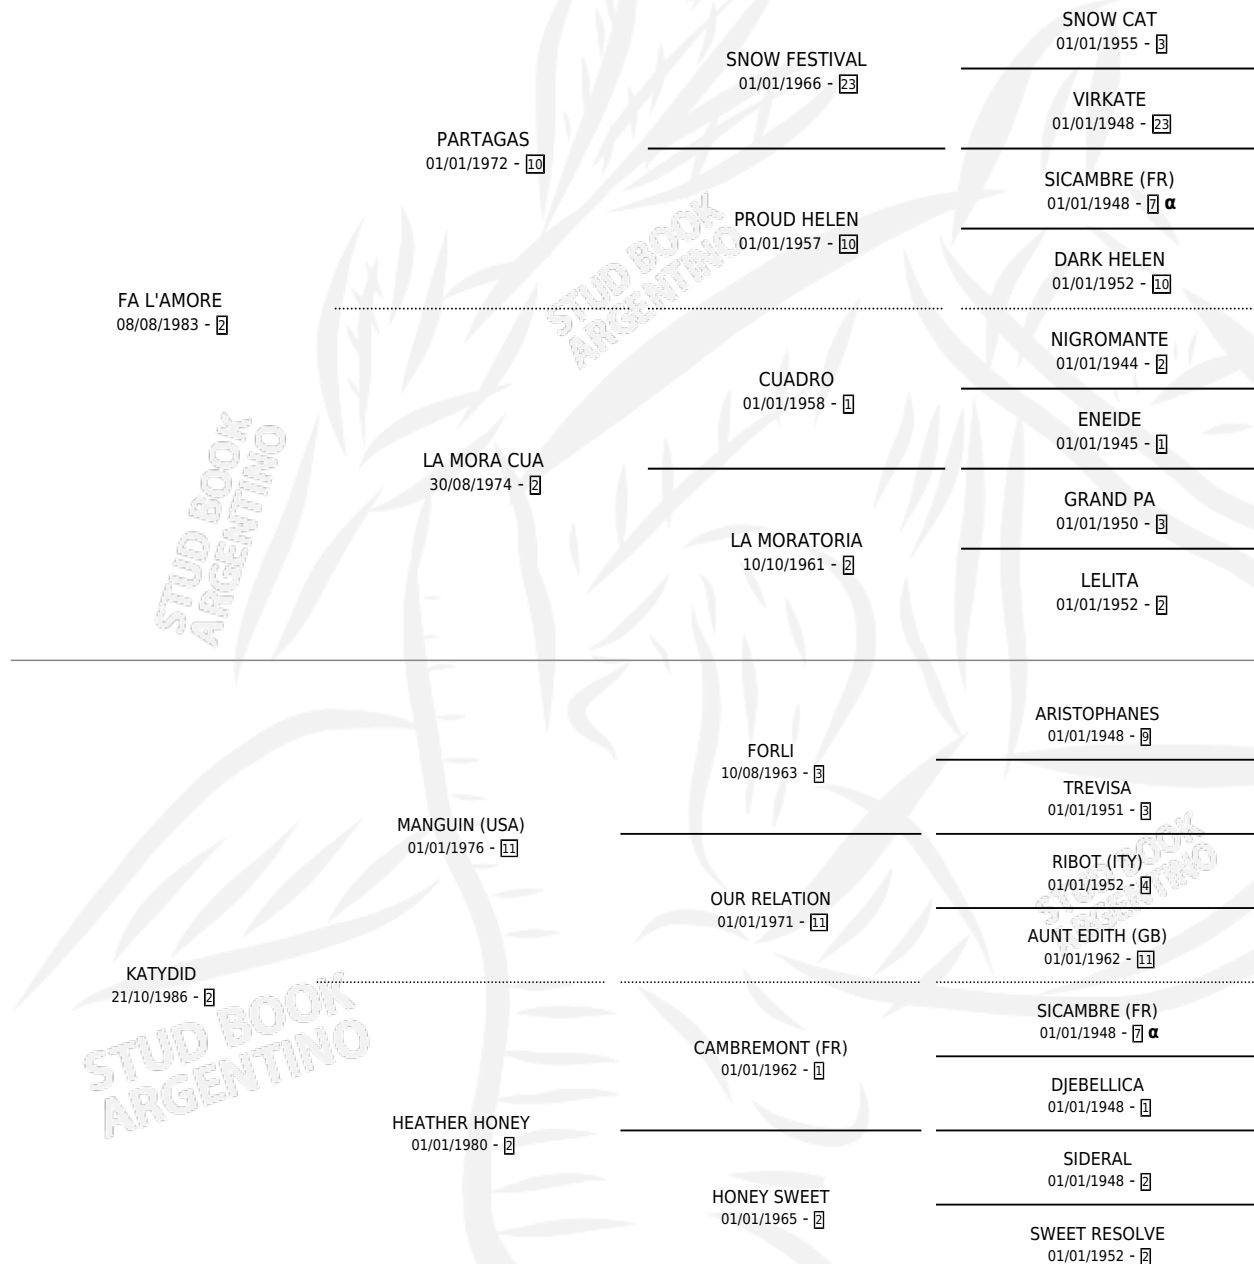 SNOW CAT
01/01/1955 - 3
SNOW FESTIVAL
01/01/1966 - 23
VIRKATE
01/01/1948 - 23
PARTAGAS
01/01/1972 - 10
SICAMBRE (FR)
01/01/1948 - 7 α
PROUD HELEN
01/01/1957 - 10
DARK HELEN
01/01/1952 - 10
FA L'AMORE
08/08/1983 - 2
NIGROMANTE
01/01/1944 - 2
CUADRO
01/01/1958 - 1
ENEIDE
01/01/1945 - 1
LA MORA CUA
30/08/1974 - 2
GRAND PA
01/01/1950 - 3
LA MORATORIA
10/10/1961 - 2
LELITA
01/01/1952 - 2
ARISTOPHANES
01/01/1948 - 9
FORLI
10/08/1963 - 3
TREVISA
01/01/1951 - 3
MANGUIN (USA)
01/01/1976 - 11
RIBOT (ITY)
01/01/1952 - 4
OUR RELATION
01/01/1971 - 11
AUNT EDITH (GB)
01/01/1962 - 11
KATYDID
21/10/1986 - 2
SICAMBRE (FR)
01/01/1948 - 7 α
CAMBREMONT (FR)
01/01/1962 - 1
DJEBELLICA
01/01/1948 - 1
HEATHER HONEY
01/01/1980 - 2
SIDERAL
01/01/1948 - 2
HONEY SWEET
01/01/1965 - 2
SWEET RESOLVE
01/01/1952 - 2
STUD BOOK
ARGENTINO
STUD BOOK
ARGENTINO
STUD BOOK
ARGENTINO
STUD BOOK
ARGENTINO